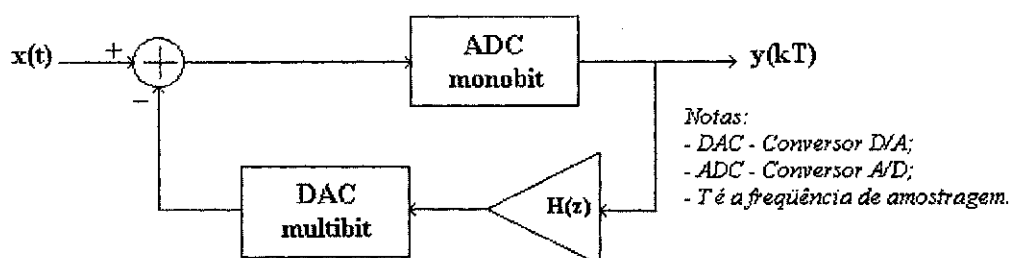 x(t)
+
−
ADC
monobit
y(kT)
DAC
multibit
H(z)
Notas:
- DAC - Conversor D/A;
- ADC - Conversor A/D;
- T é a freqüência de amostragem.